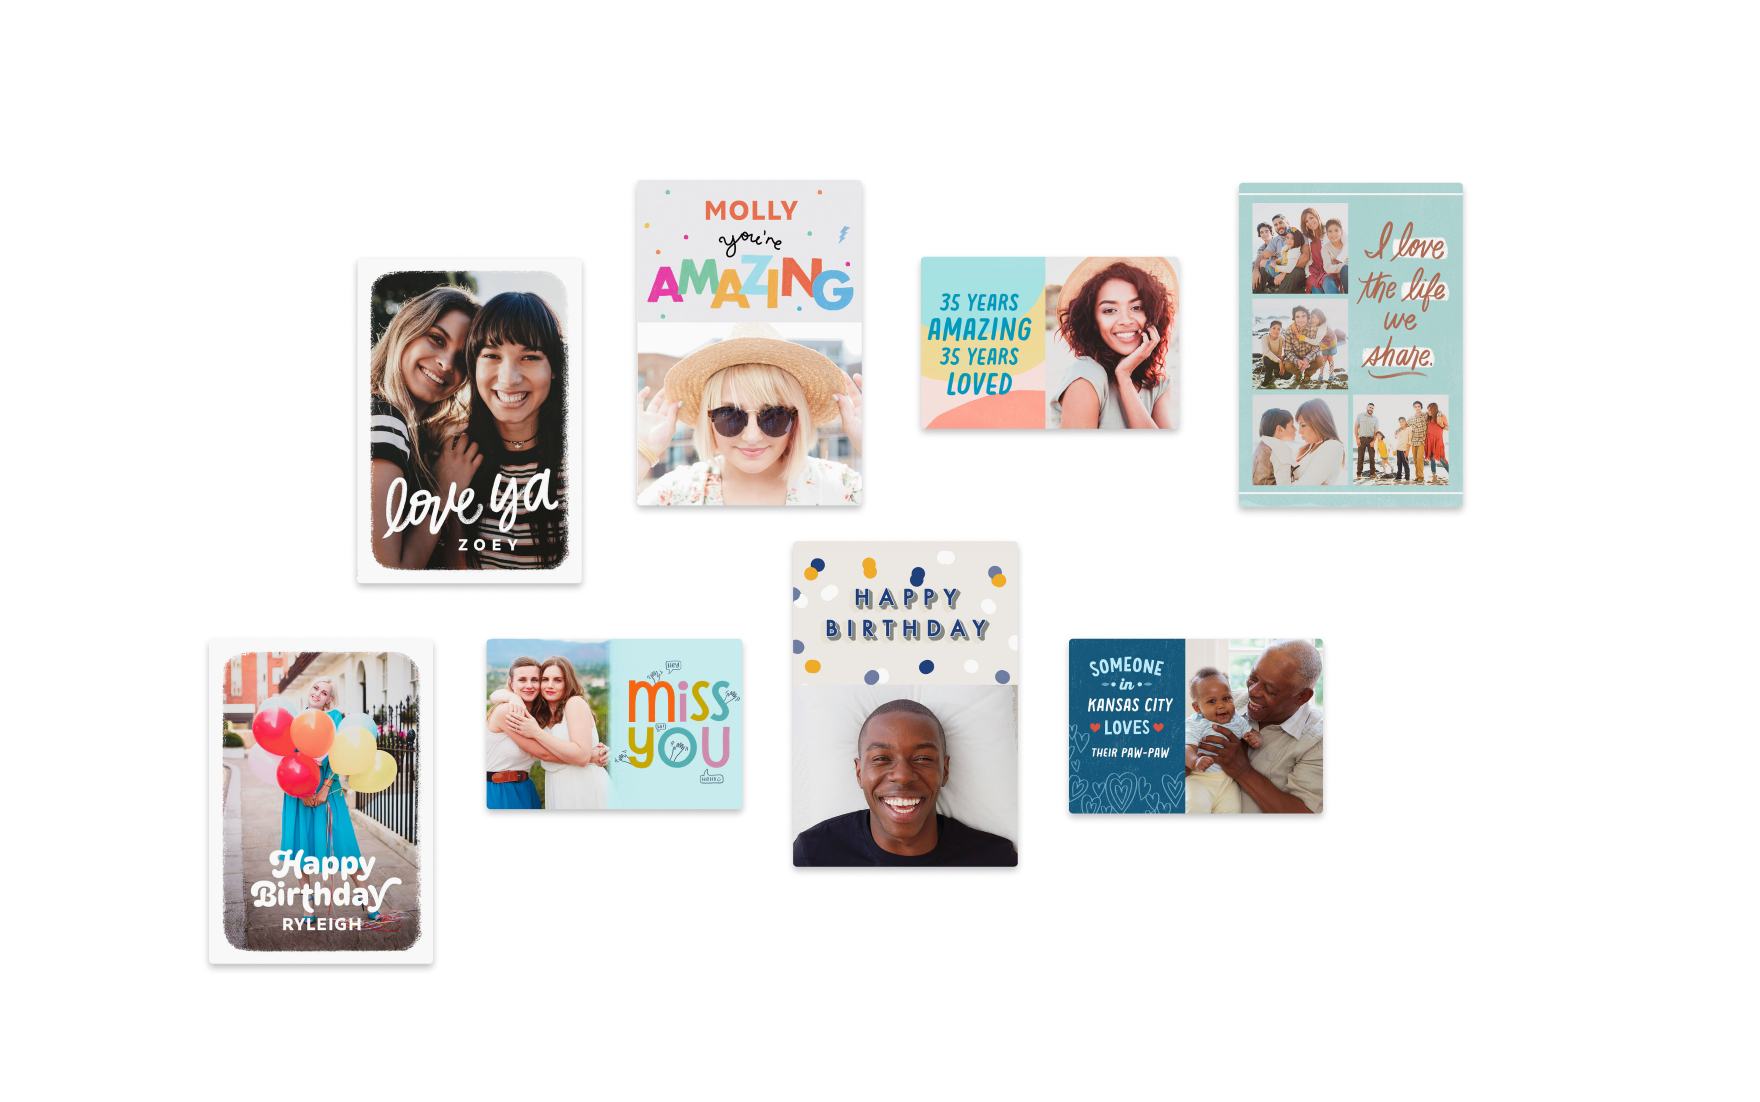 MOLLY
you're
AMAZING
love ya
ZOEY
35 YEARS
AMAZING
35 YEARS
LOVED
I love
the life
we
share.
Happy
Birthday
RYLEIGH
Hey
miss
you
HAPPY
BIRTHDAY
SOMEONE
in
KANSAS CITY
LOVES
THEIR PAW-PAW